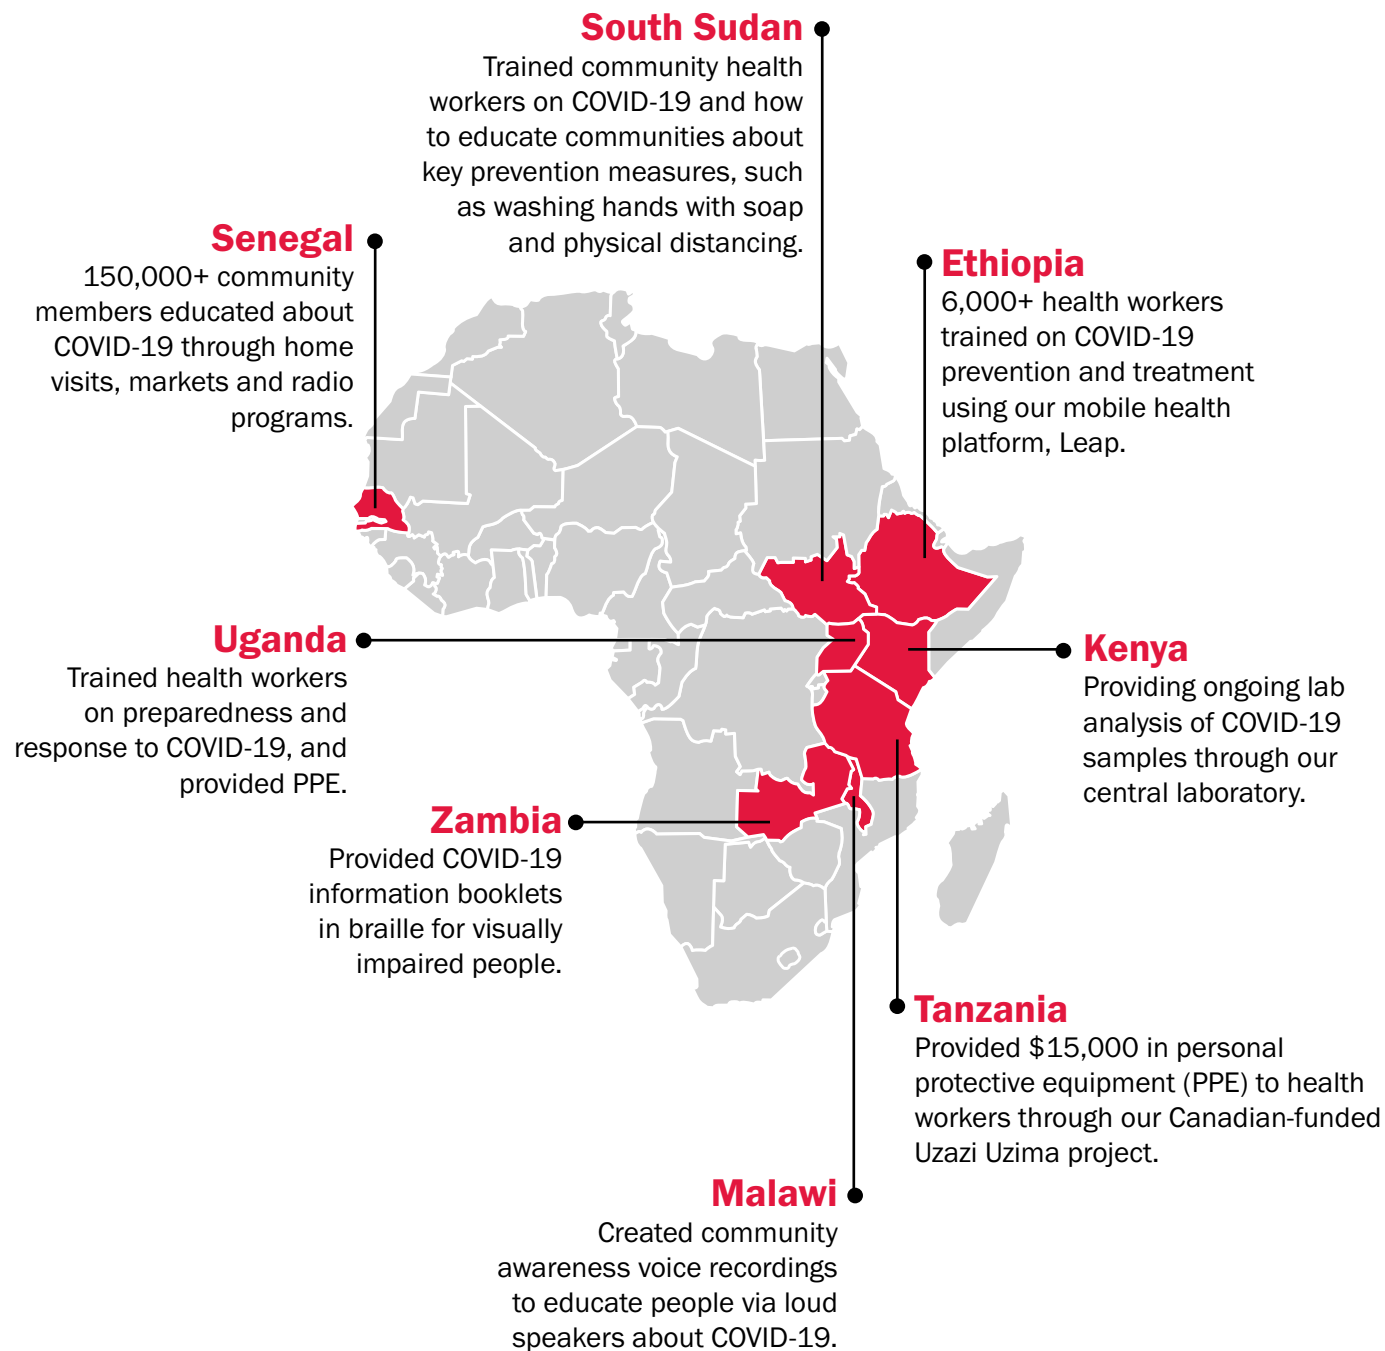 South Sudan
Trained community health
workers on COVID-19 and how
to educate communities about
key prevention measures, such
as washing hands with soap
and physical distancing.
Senegal
150,000+ community
members educated about
COVID-19 through home
visits, markets and radio
programs.
Ethiopia
6,000+ health workers
trained on COVID-19
prevention and treatment
using our mobile health
platform, Leap.
Uganda
Trained health workers
on preparedness and
response to COVID-19, and
provided PPE.
Kenya
Providing ongoing lab
analysis of COVID-19
samples through our
central laboratory.
Zambia
Provided COVID-19
information booklets
in braille for visually
impaired people.
Tanzania
Provided $15,000 in personal
protective equipment (PPE) to health
workers through our Canadian-funded
Uzazi Uzima project.
Malawi
Created community
awareness voice recordings
to educate people via loud
speakers about COVID-19.